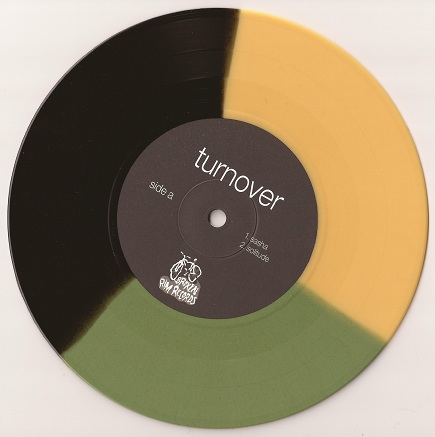 turnover
side a
1. sasha
2. solitude
BROKEN
RIM RECORDS